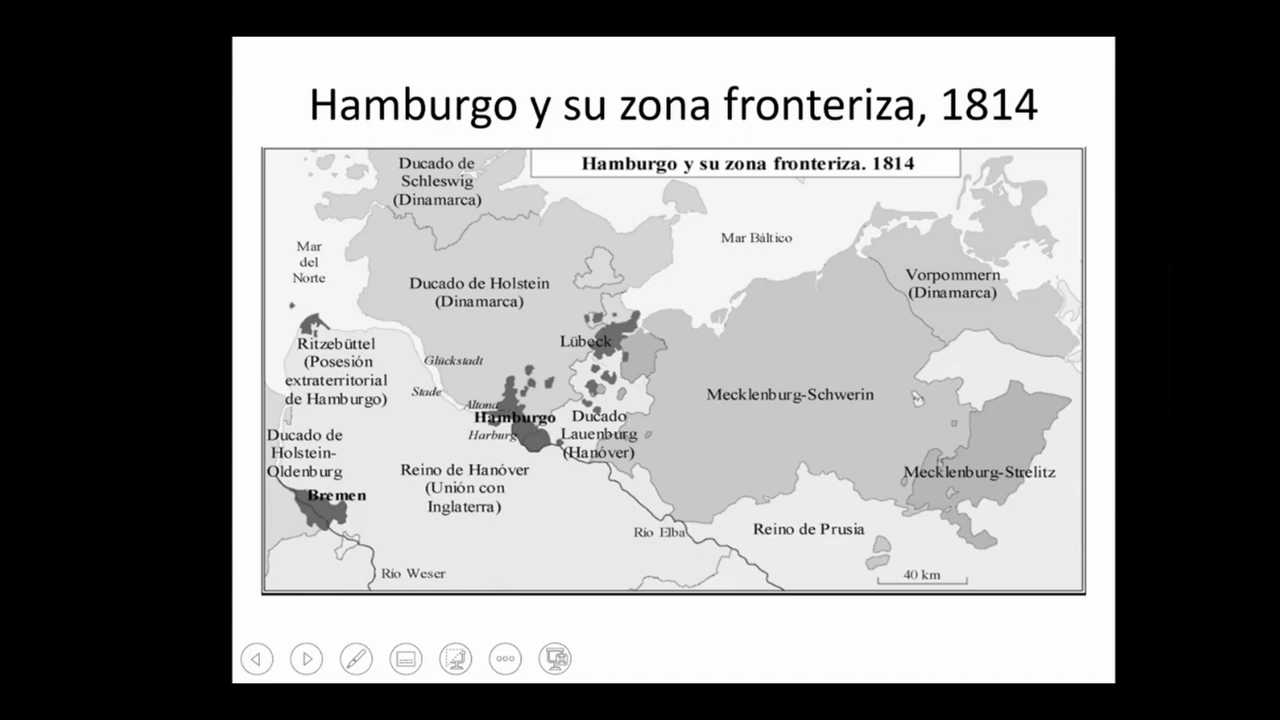 Hamburgo y su zona fronteriza, 1814
Hamburgo y su zona fronteriza. 1814
Ducado de
Schleswig
(Dinamarca)
Mar
del
Norte
Mar Báltico
Ducado de Holstein
(Dinamarca)
Vorpommern
(Dinamarca)
Ritzebüttel
(Posesión
extraterritorial
de Hamburgo)
Lübeck
Glückstadt
Stade
Altona
Hamburgo
Harburg
Ducado
Lauenburg
(Hanóver)
Mecklenburg-Schwerin
Ducado de
Holstein-
Oldenburg
Bremen
Reino de Hanóver
(Unión con
Inglaterra)
Mecklenburg-Strelitz
Río Elba
Reino de Prusia
Río Weser
40 km